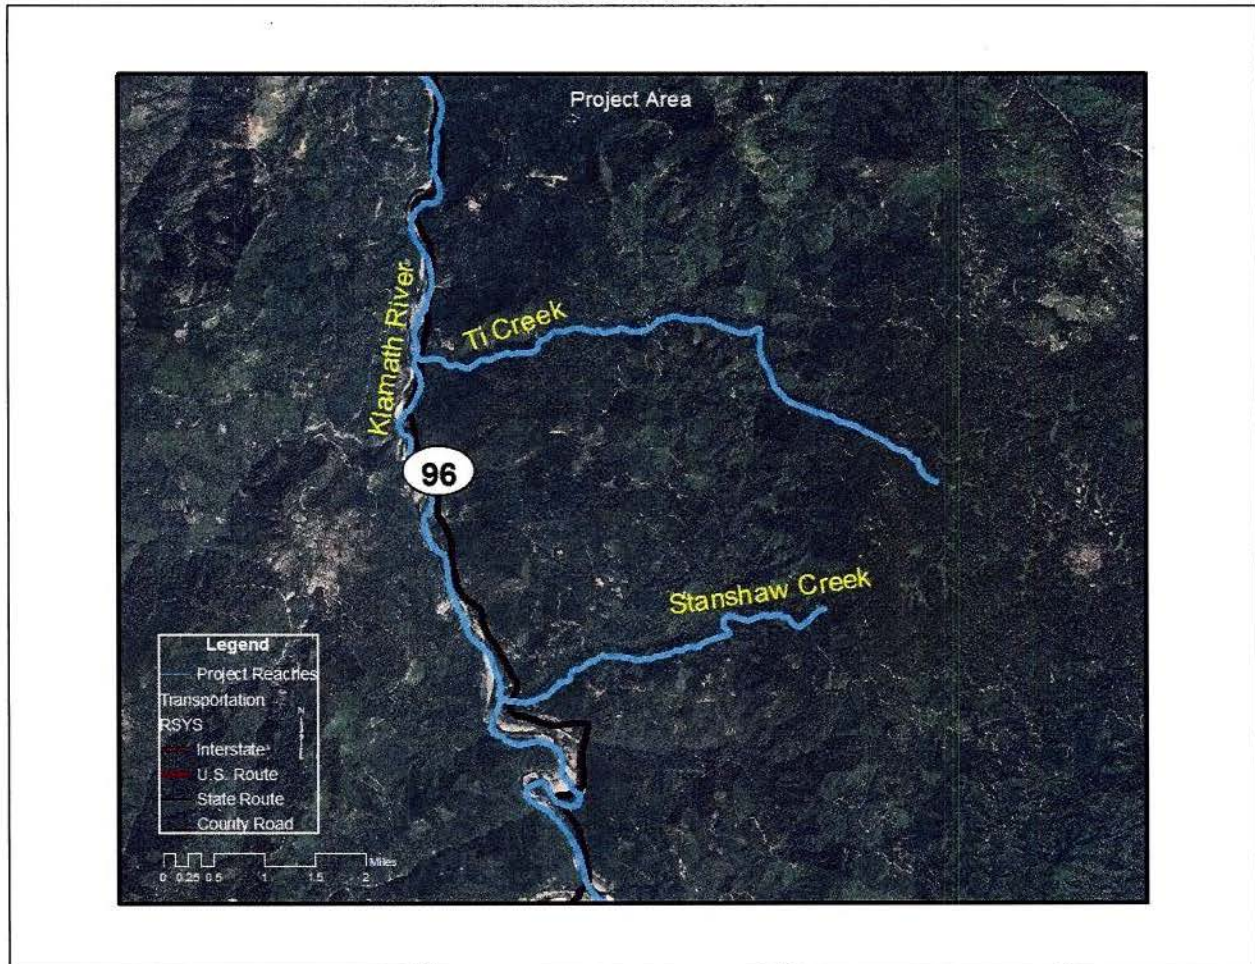 Project Area
Klamath River
Ti Creek
96
Stanshaw Creek
Legend
Project Reaches
Transportation
RSYS
N
Interstate
U.S. Route
State Route
County Road
Miles
0 0.25 0.5 1 1.5 2